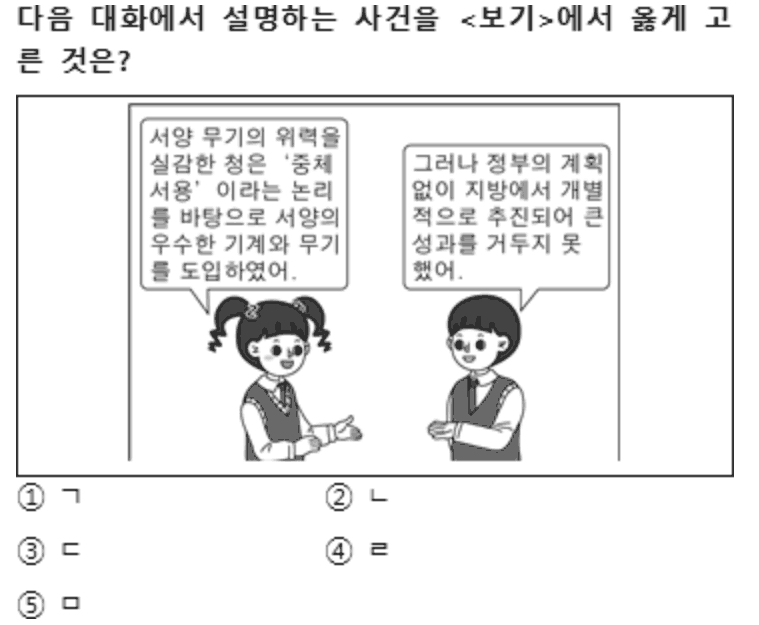 다음 대화에서 설명하는 사건을 <보기>에서 옳게 고
른 것은?
서양 무기의 위력을
실감한 청은 ‘중체
서용’ 이라는 논리
를 바탕으로 서양의
우수한 기계와 무기
를 도입하였어.
그러나 정부의 계획
없이 지방에서 개별
적으로 추진되어 큰
성과를 거두지 못
했어.
① ㄱ ② ㄴ
③ ㄷ ④ ㄹ
⑤ ㅁ